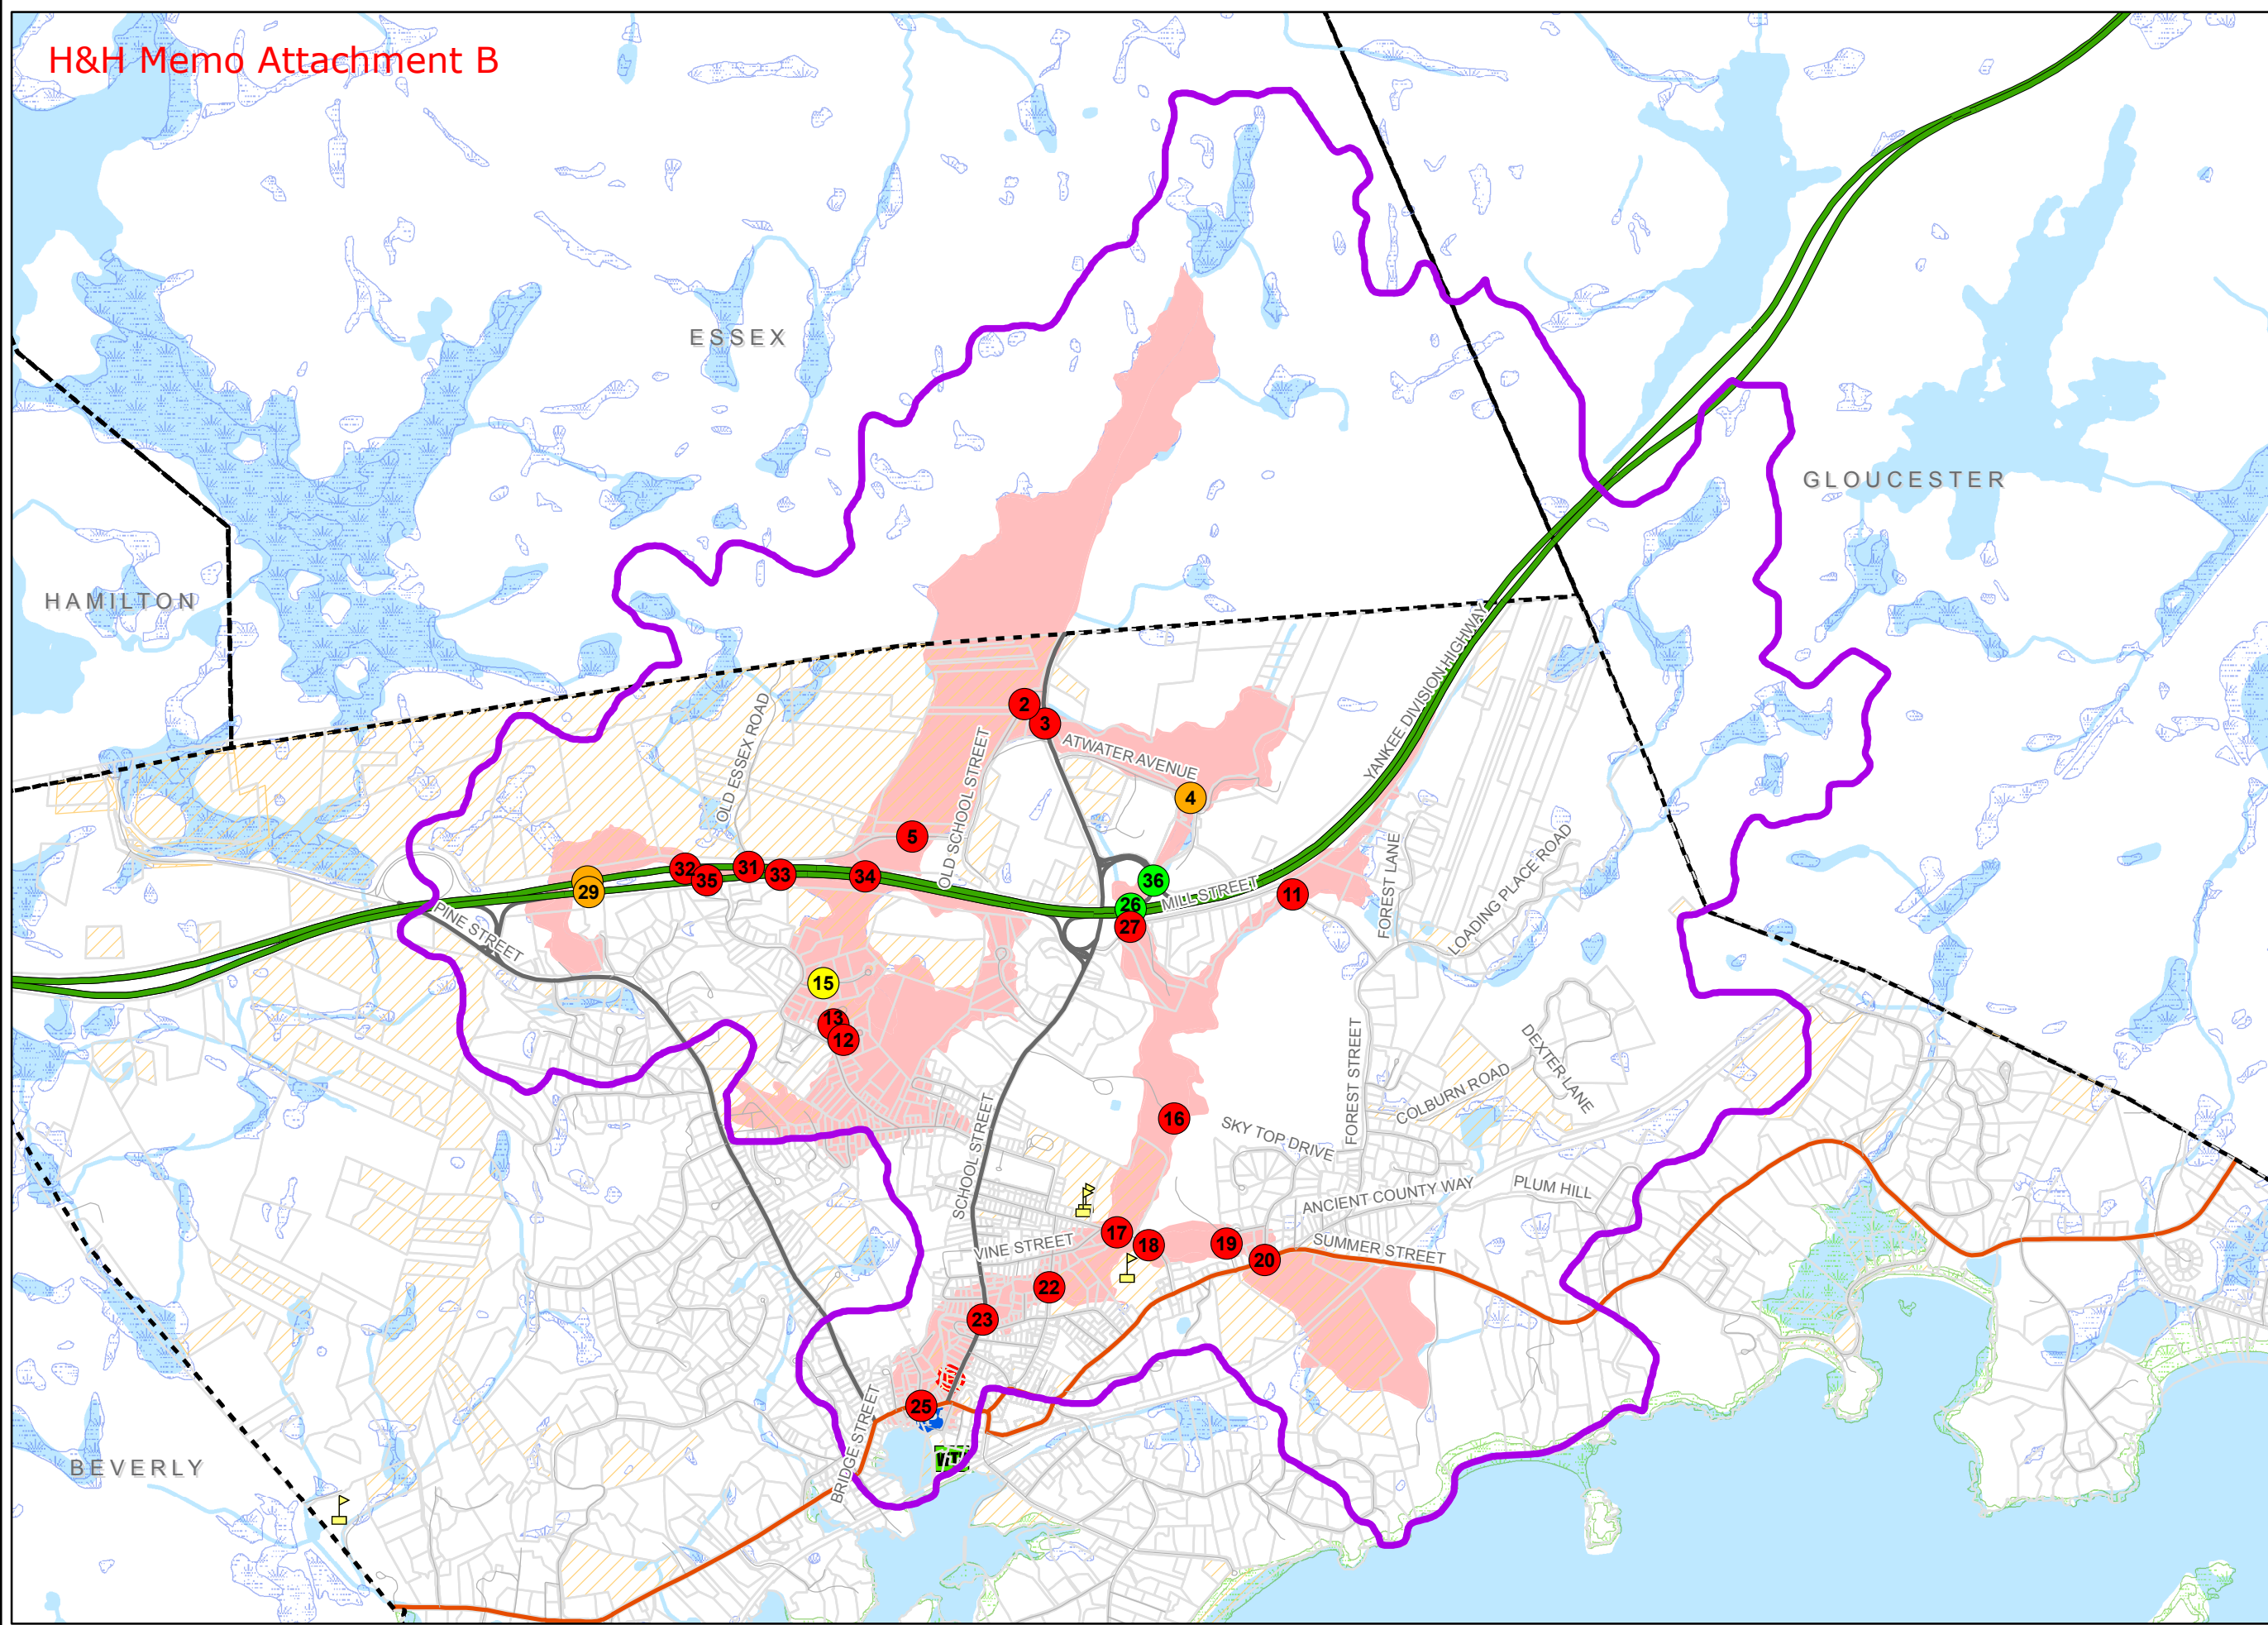 H&H Memo Attachment B
ESSEX
GLOUCESTER
HAMILTON
YANKEE DIVISION HIGHWAY
OLD ESSEX ROAD
2
3
ATWATER AVENUE
OLD SCHOOL STREET
4
5
32
35
31
33
34
29
36
26
27
MILL STREET
11
FOREST LANE
LOADING PLACE ROAD
PINE STREET
15
13
12
16
SKY TOP DRIVE
FOREST STREET
COLBURN ROAD
DEXTER LANE
SCHOOL STREET
ANCIENT COUNTY WAY
PLUM HILL
VINE STREET
17
18
19
20
SUMMER STREET
22
23
25
BRIDGE STREET
BEVERLY